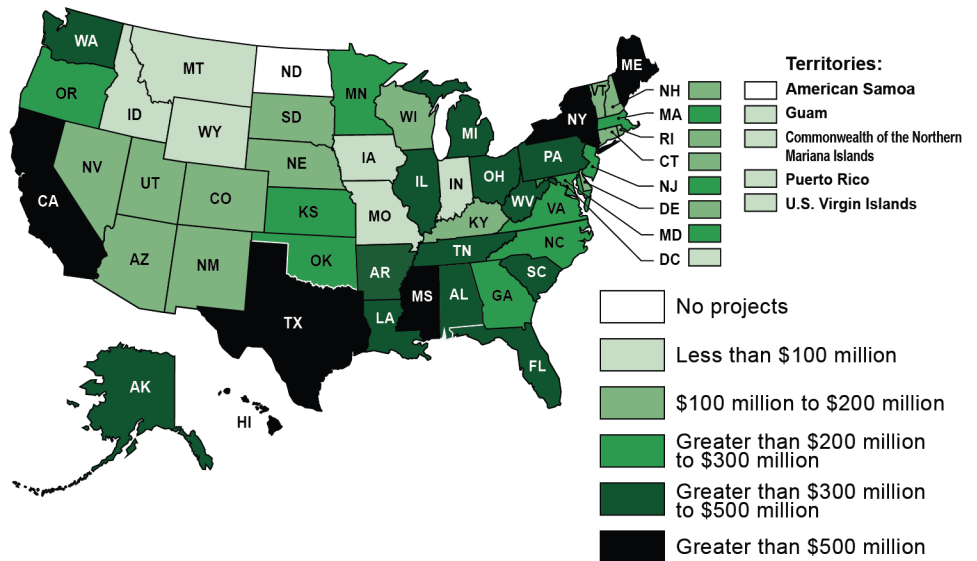 WA
OR
CA
NV
ID
MT
WY
UT
AZ
CO
NM
ND
SD
NE
KS
OK
TX
MN
IA
MO
AR
LA
WI
IL
MI
IN
OH
KY
TN
MS
AL
GA
FL
SC
NC
VA
WV
PA
NY
VT
ME
AK
HI
NH
MA
RI
CT
NJ
DE
MD
DC
Territories:
American Samoa
Guam
Commonwealth of the Northern
Mariana Islands
Puerto Rico
U.S. Virgin Islands
No projects
Less than $100 million
$100 million to $200 million
Greater than $200 million
to $300 million
Greater than $300 million
to $500 million
Greater than $500 million